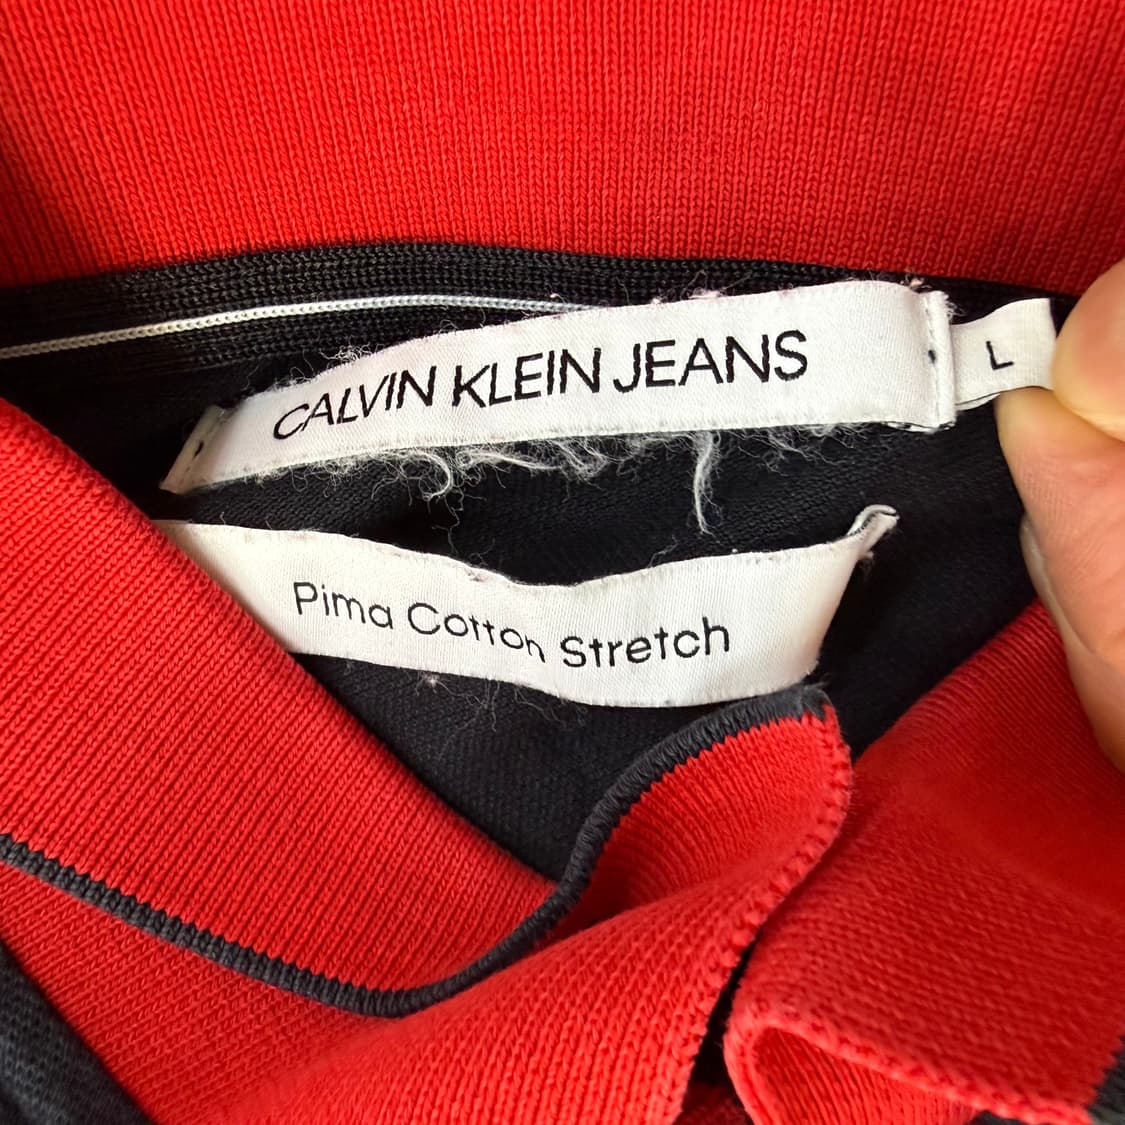 CALVIN KLEIN JEANS
L
Pima Cotton Stretch